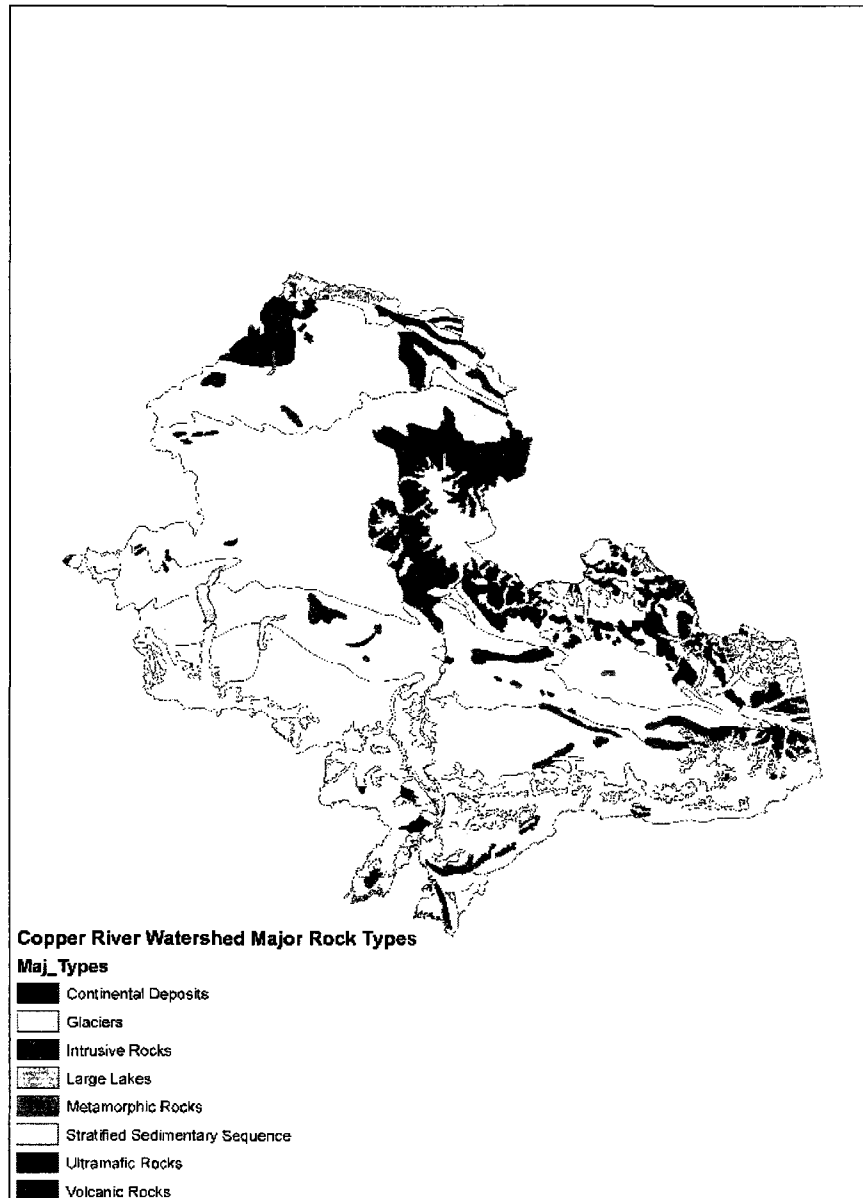 Copper River Watershed Major Rock Types
Maj_Types
Continental Deposits
Glaciers
Intrusive Rocks
Large Lakes
Metamorphic Rocks
Stratified Sedimentary Sequence
Ultramafic Rocks
Volcanic Rocks